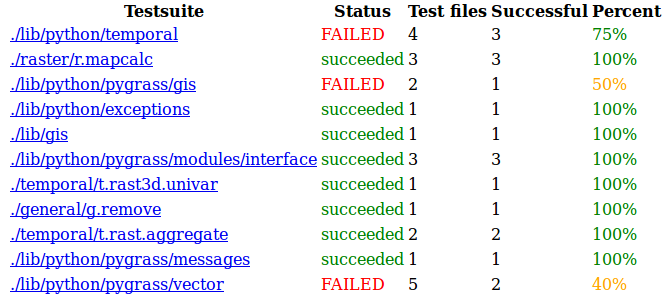 Testsuite Status Test files Successful Percent
./lib/python/temporal FAILED 4 3 75%
./raster/r.mapcalc succeeded 3 3 100%
./lib/python/pygrass/gis FAILED 2 1 50%
./lib/python/exceptions succeeded 1 1 100%
./lib/gis succeeded 1 1 100%
./lib/python/pygrass/modules/interface succeeded 3 3 100%
./temporal/t.rast3d.univar succeeded 1 1 100%
./general/g.remove succeeded 1 1 100%
./temporal/t.rast.aggregate succeeded 2 2 100%
./lib/python/pygrass/messages succeeded 1 1 100%
./lib/python/pygrass/vector FAILED 5 2 40%